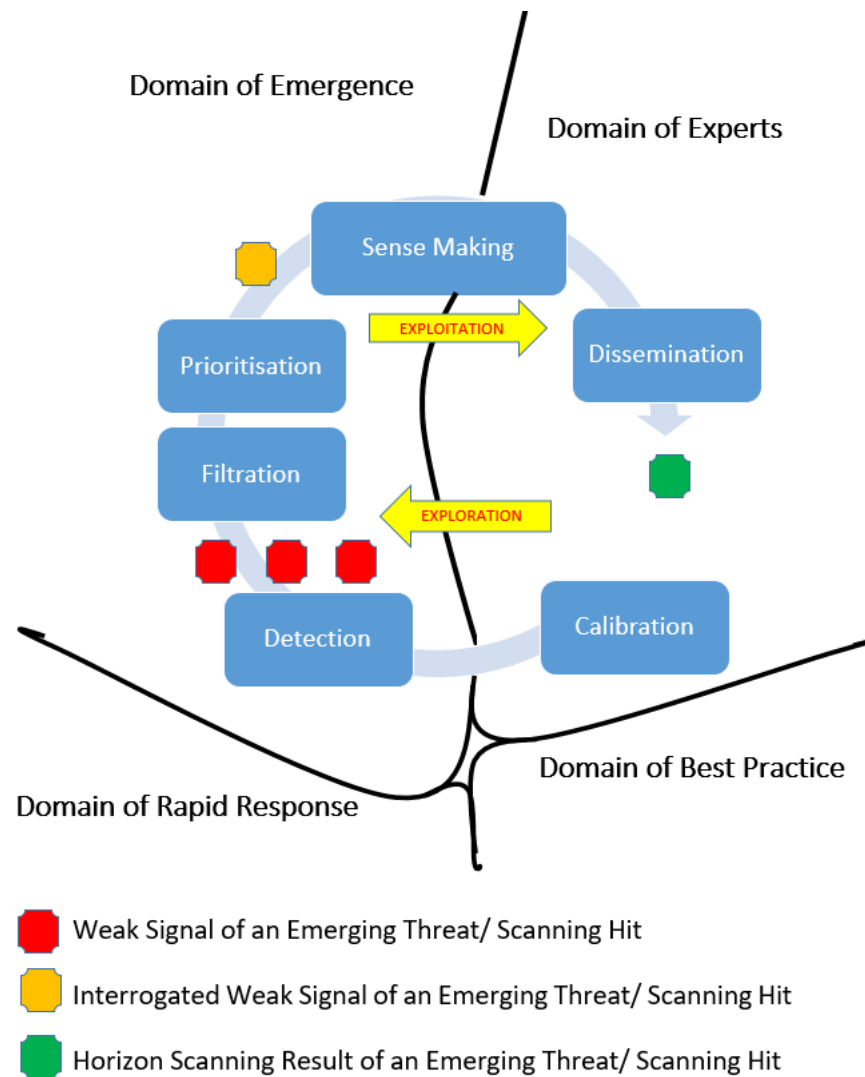 Domain of Emergence
Domain of Experts
Sense Making
EXPLOITATION
Prioritisation
Dissemination
Filtration
EXPLORATION
Detection
Calibration
Domain of Best Practice
Domain of Rapid Response
Weak Signal of an Emerging Threat/ Scanning Hit
Interrogated Weak Signal of an Emerging Threat/ Scanning Hit
Horizon Scanning Result of an Emerging Threat/ Scanning Hit